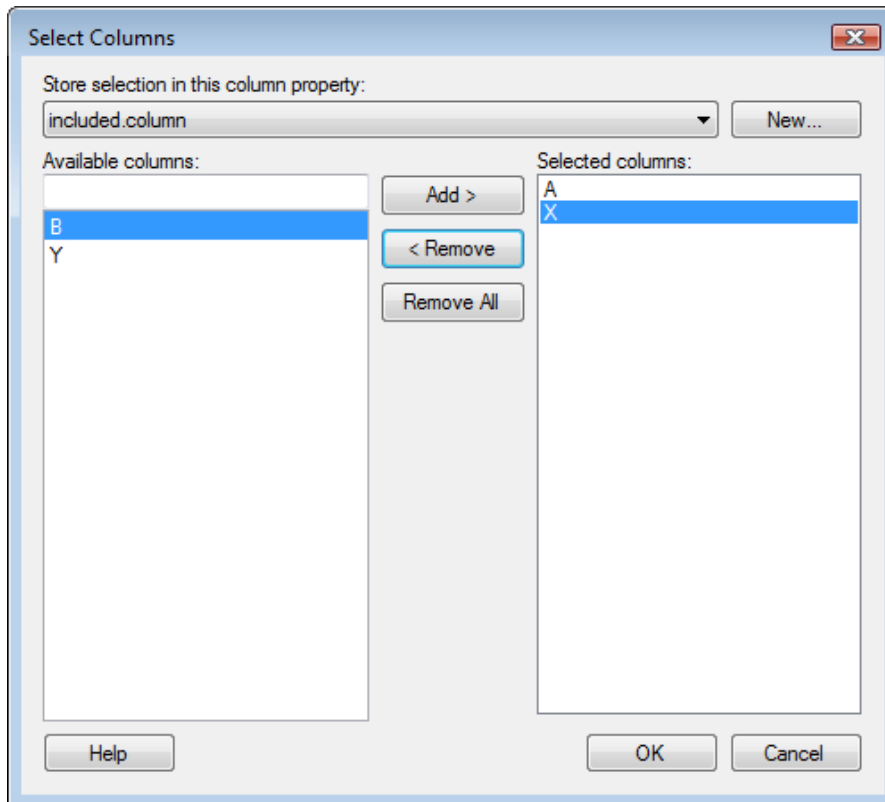 Select Columns
Store selection in this column property:
included.column
New...
Available columns:
Selected columns:
Add >
< Remove
Remove All
B
Y
A
X
Help
OK
Cancel